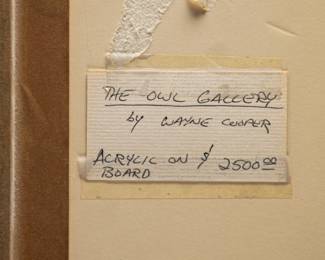 THE OWL GALLERY
by WAYNE COOPER
ACRYLIC ON $ 2500.00
BOARD